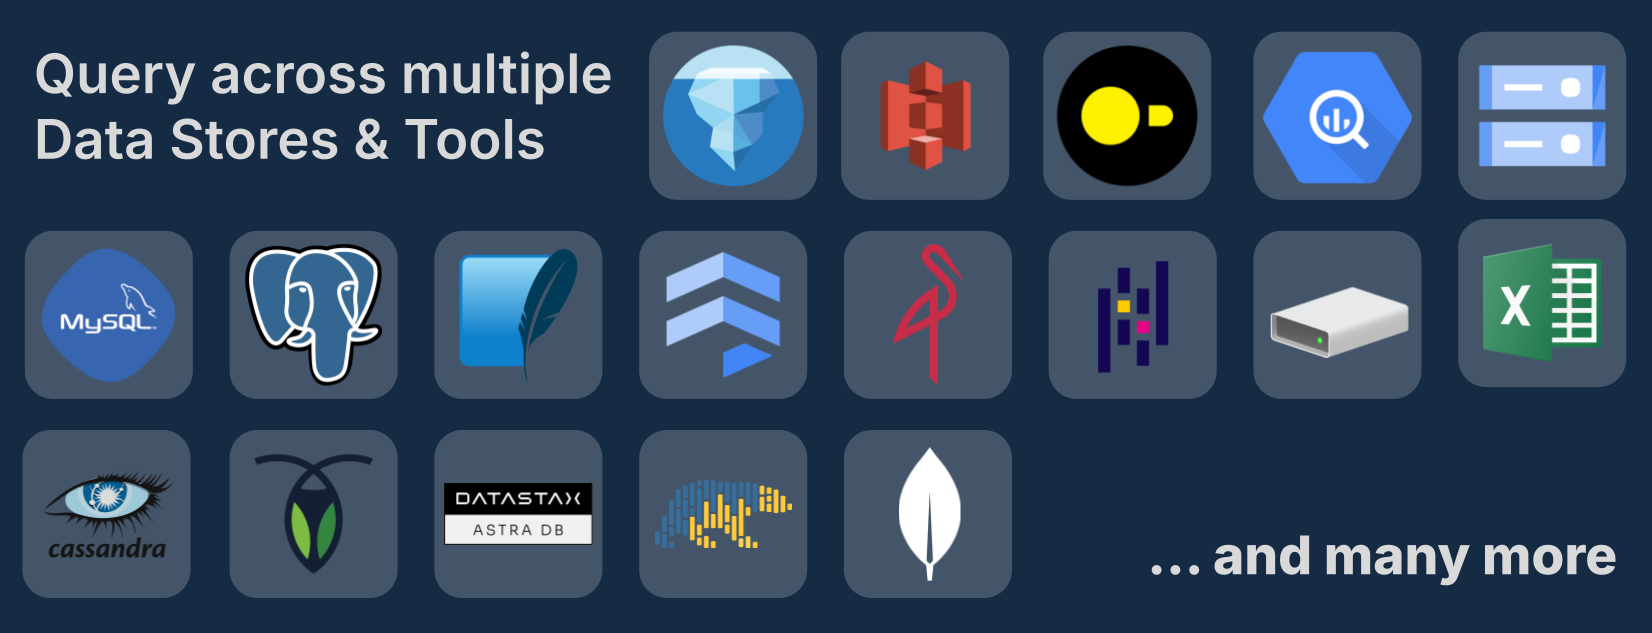 Query across multiple
Data Stores & Tools
MySQL
X
cassandra
DATASTAX
ASTRA DB
... and many more